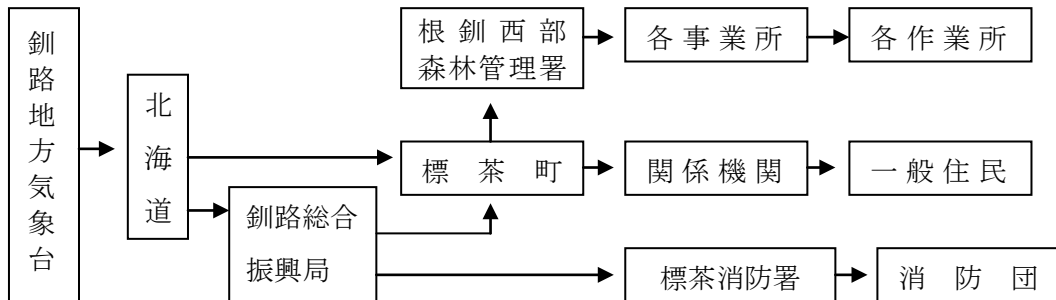 釧路地方気象台
北海道
根釧西部
森林管理署
各事業所
各作業所
標茶町
関係機関
一般住民
釧路総合
振興局
標茶消防署
消防団